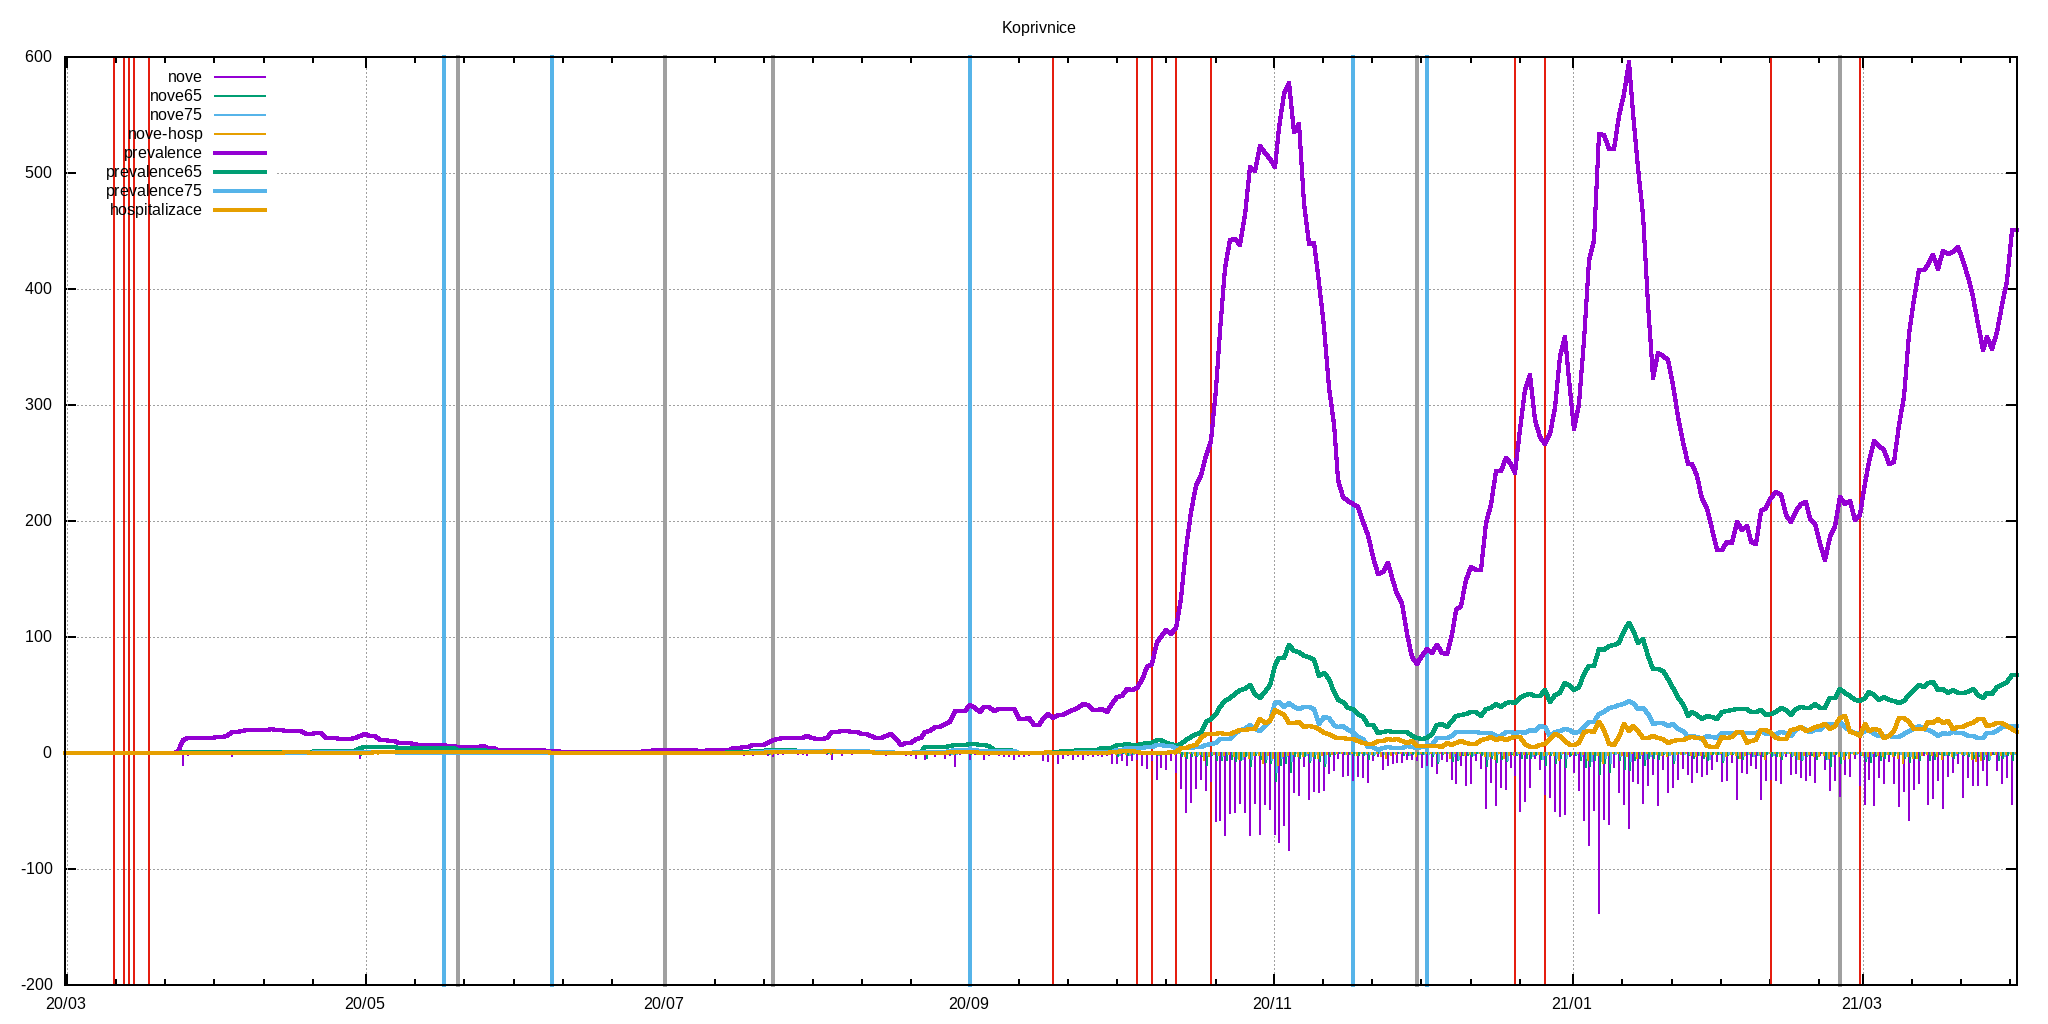 Koprivnice
600
500
400
300
200
100
0
-100
-200
nove
nove65
nove75
nove-hosp
prevalence
prevalence65
prevalence75
hospitalizace
20/03
20/05
20/07
20/09
20/11
21/01
21/03